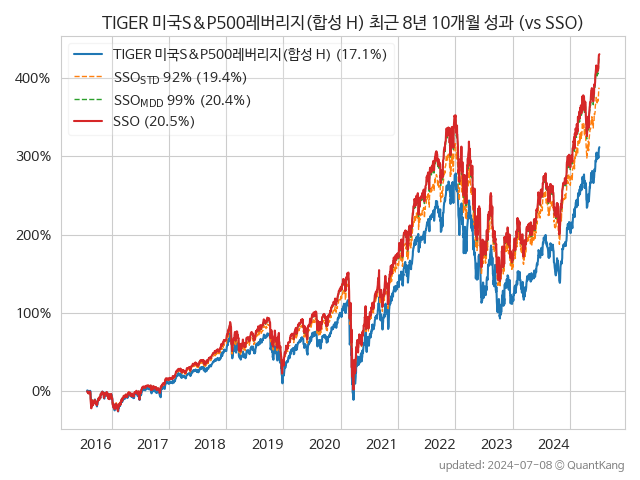 TIGER 미국S&P500레버리지(합성 H) 최근 8년 10개월 성과 (vs SSO)
TIGER 미국S&P500레버리지(합성 H) (17.1%)
SSO_STD 92% (19.4%)
SSO_MDD 99% (20.4%)
SSO (20.5%)
400%
300%
200%
100%
0%
2016 2017 2018 2019 2020 2021 2022 2023 2024
updated: 2024-07-08 © QuantKang